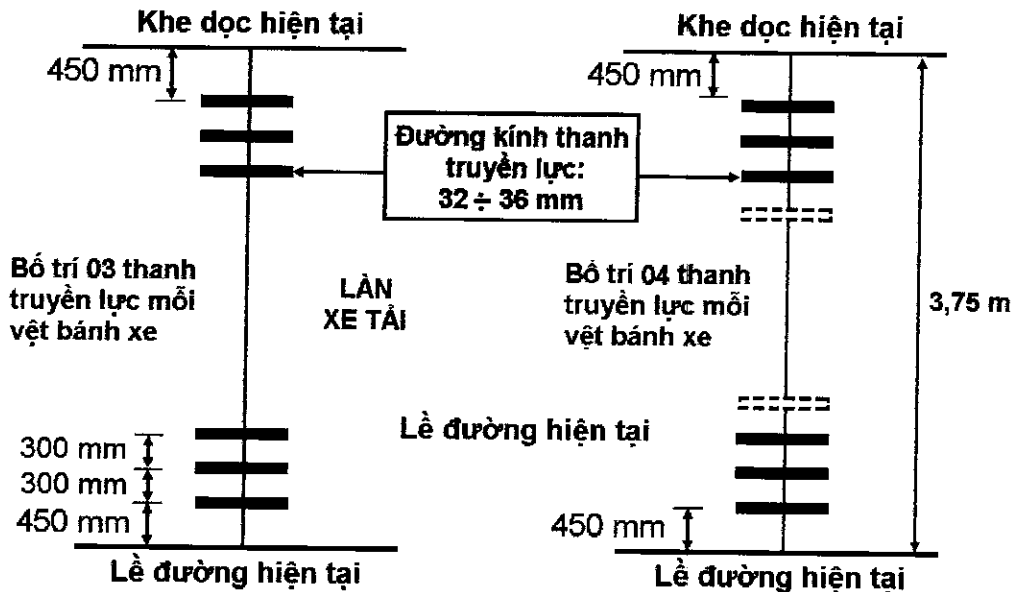 Khe dọc hiện tại
Khe dọc hiện tại
450 mm
450 mm
Đường kính thanh
truyền lực:
32 ÷ 36 mm
Bố trí 03 thanh
truyền lực mỗi
vệt bánh xe
LÀN
XE TẢI
Bố trí 04 thanh
truyền lực mỗi
vệt bánh xe
3,75 m
Lề đường hiện tại
300 mm
300 mm
450 mm
450 mm
Lề đường hiện tại
Lề đường hiện tại